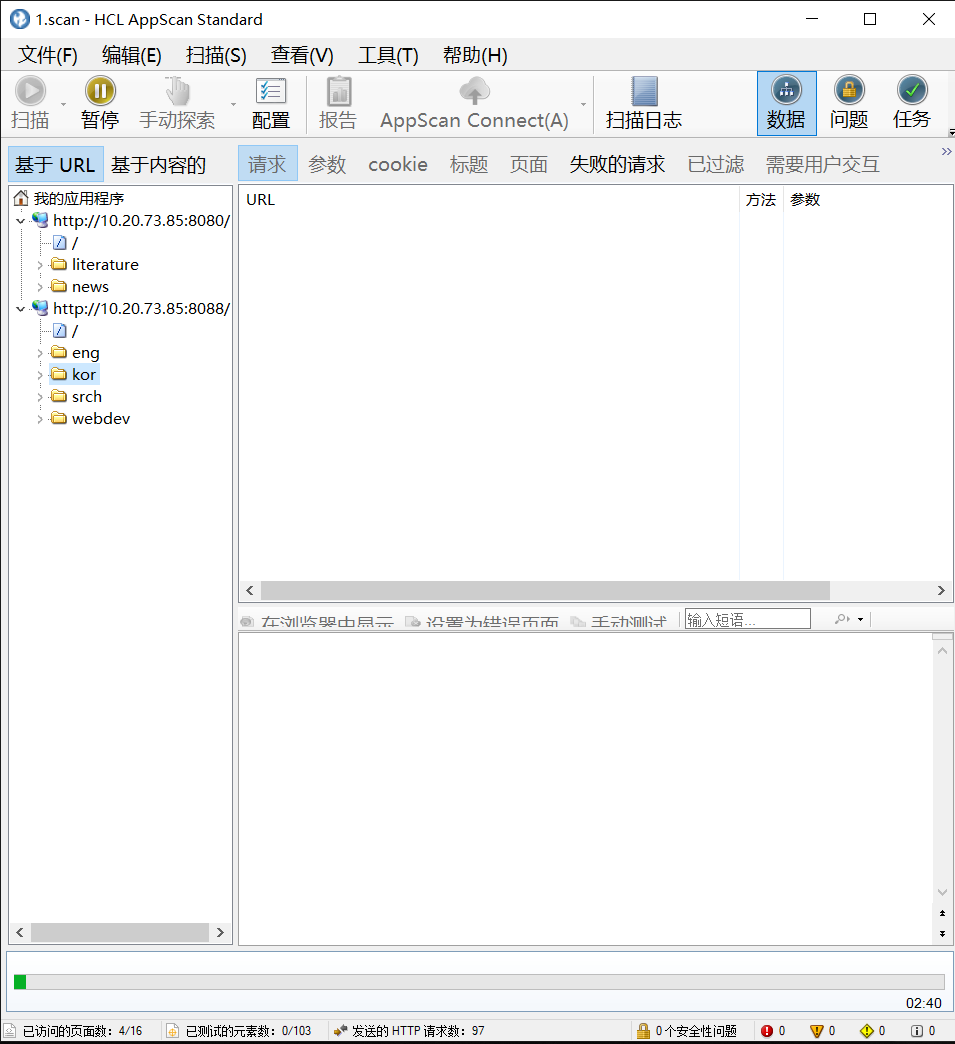 1.scan - HCL AppScan Standard
文件(F) 编辑(E) 扫描(S) 查看(V) 工具(T) 帮助(H)
扫描 暂停 手动探索 配置 报告 AppScan Connect(A) 扫描日志 数据 问题 任务
基于 URL 基于内容的 请求 参数 cookie 标题 页面 失败的请求 已过滤 需要用户交互
我的应用程序
http://10.20.73.85:8080/
/
literature
news
http://10.20.73.85:8088/
/
eng
kor
srch
webdev
URL 方法 参数
在浏览器中显示 设置为错误页面 手动测试 输入短语...
02:40
已访问的页面数: 4/16 已测试的元素数: 0/103 发送的 HTTP 请求数: 97 0 个安全性问题 0 0 0 0